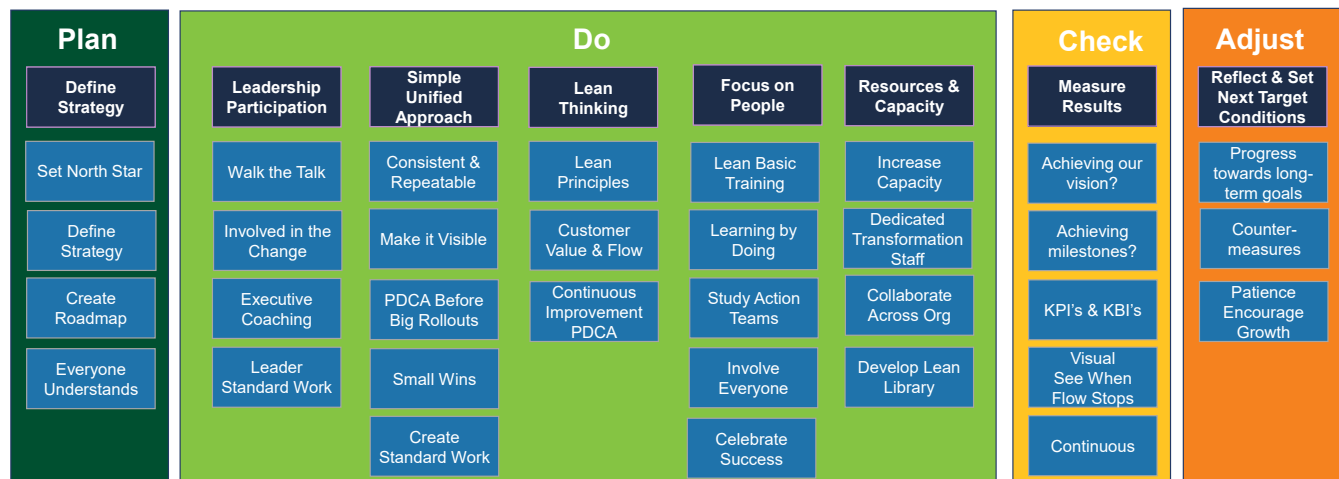 Plan
Define
Strategy
Set North Star
Define
Strategy
Create
Roadmap
Everyone
Understands
Do
Leadership
Participation
Walk the Talk
Involved in the
Change
Executive
Coaching
Leader
Standard Work
Simple
Unified
Approach
Consistent &
Repeatable
Make it Visible
PDCA Before
Big Rollouts
Small Wins
Create
Standard Work
Lean
Thinking
Lean
Principles
Customer
Value & Flow
Continuous
Improvement
PDCA
Focus on
People
Lean Basic
Training
Learning by
Doing
Study Action
Teams
Involve
Everyone
Celebrate
Success
Resources &
Capacity
Increase
Capacity
Dedicated
Transformation
Staff
Collaborate
Across Org
Develop Lean
Library
Check
Measure
Results
Achieving our
vision?
Achieving
milestones?
KPI's & KBI's
Visual
See When
Flow Stops
Continuous
Adjust
Reflect & Set
Next Target
Conditions
Progress
towards long-
term goals
Counter-
measures
Patience
Encourage
Growth